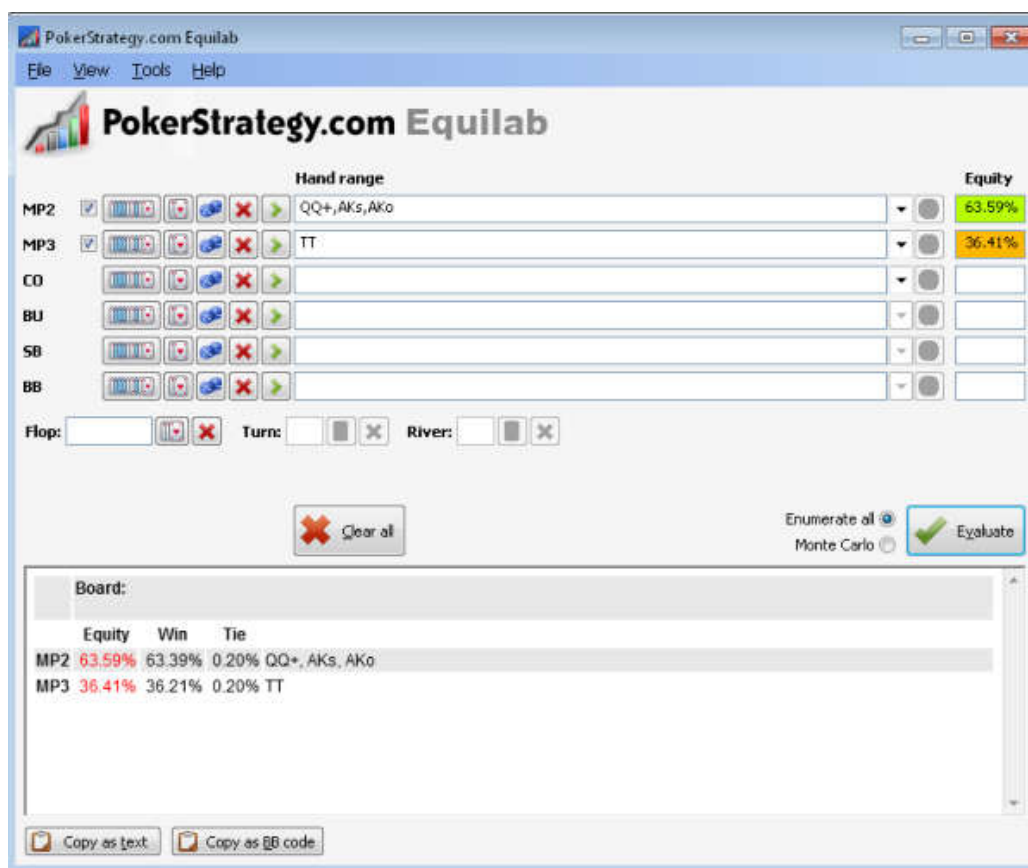 PokerStrategy.com Equilab
File View Tools Help
PokerStrategy.com Equilab
Hand range Equity
MP2 QQ+,AKs,AKo 63.59%
MP3 TT 36.41%
CO
BU
SB
BB
Flop: Turn: River:
Clear all Enumerate all Evaluate
Monte Carlo
Board:
Equity Win Tie
MP2 63.59% 63.39% 0.20% QQ+, AKs, AKo
MP3 36.41% 36.21% 0.20% TT
Copy as text Copy as BB code